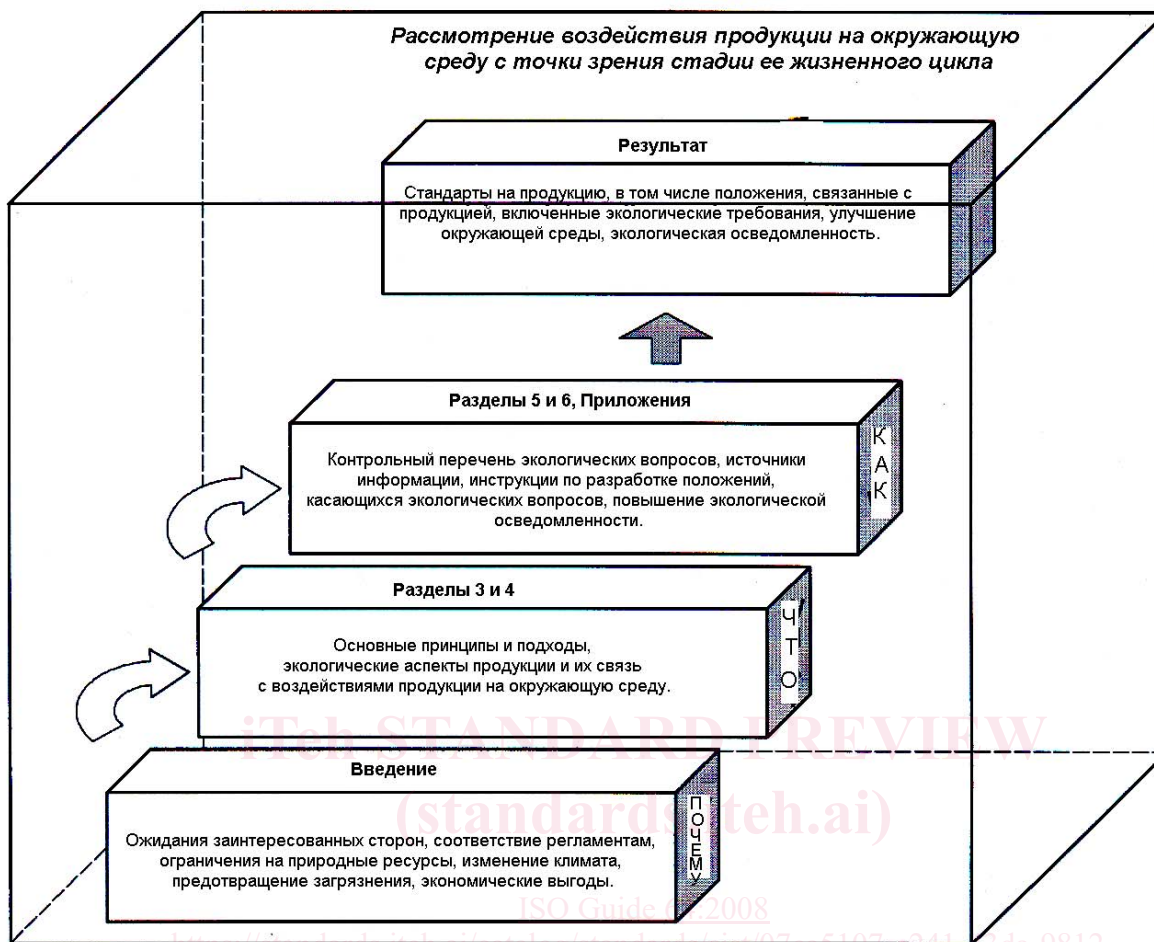 Рассмотрение воздействия продукции на окружающую
среду с точки зрения стадии ее жизненного цикла
Результат
Стандарты на продукцию, в том числе положения, связанные с
продукцией, включенные экологические требования, улучшение
окружающей среды, экологическая осведомленность.
Разделы 5 и 6, Приложения
Контрольный перечень экологических вопросов, источники
информации, инструкции по разработке положений,
касающихся экологических вопросов, повышение экологической
осведомленности.
КАК
Разделы 3 и 4
Основные принципы и подходы,
экологические аспекты продукции и их связь
с воздействиями продукции на окружающую среду.
ЧТО
iTeh STANDARD PREVIEW
(standards.iteh.ai)
Введение
Ожидания заинтересованных сторон, соответствие регламентам,
ограничения на природные ресурсы, изменение климата,
предотвращение загрязнения, экономические выгоды.
ПОЧЕМУ
ISO Guide 64:2008